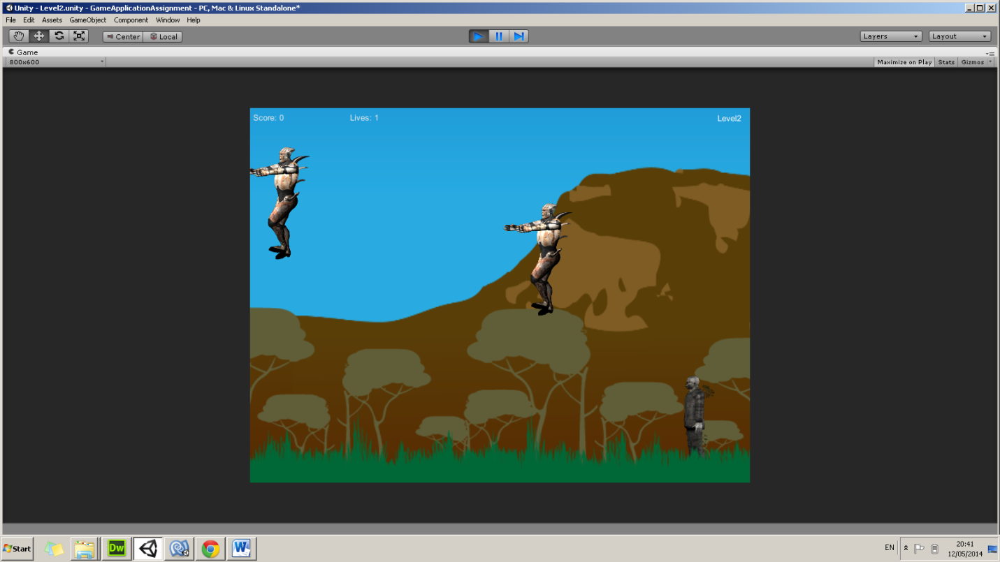 Unity - Level2.unity - GameApplicationAssignment - PC, Mac & Linux Standalone*
File Edit Assets GameObject Component Window Help
Center Local Layers Layout
Game
800x600 Maximize on Play Stats Gizmos
Score: 0 Lives: 1 Level2
Start Dw W EN 20:41
12/05/2014